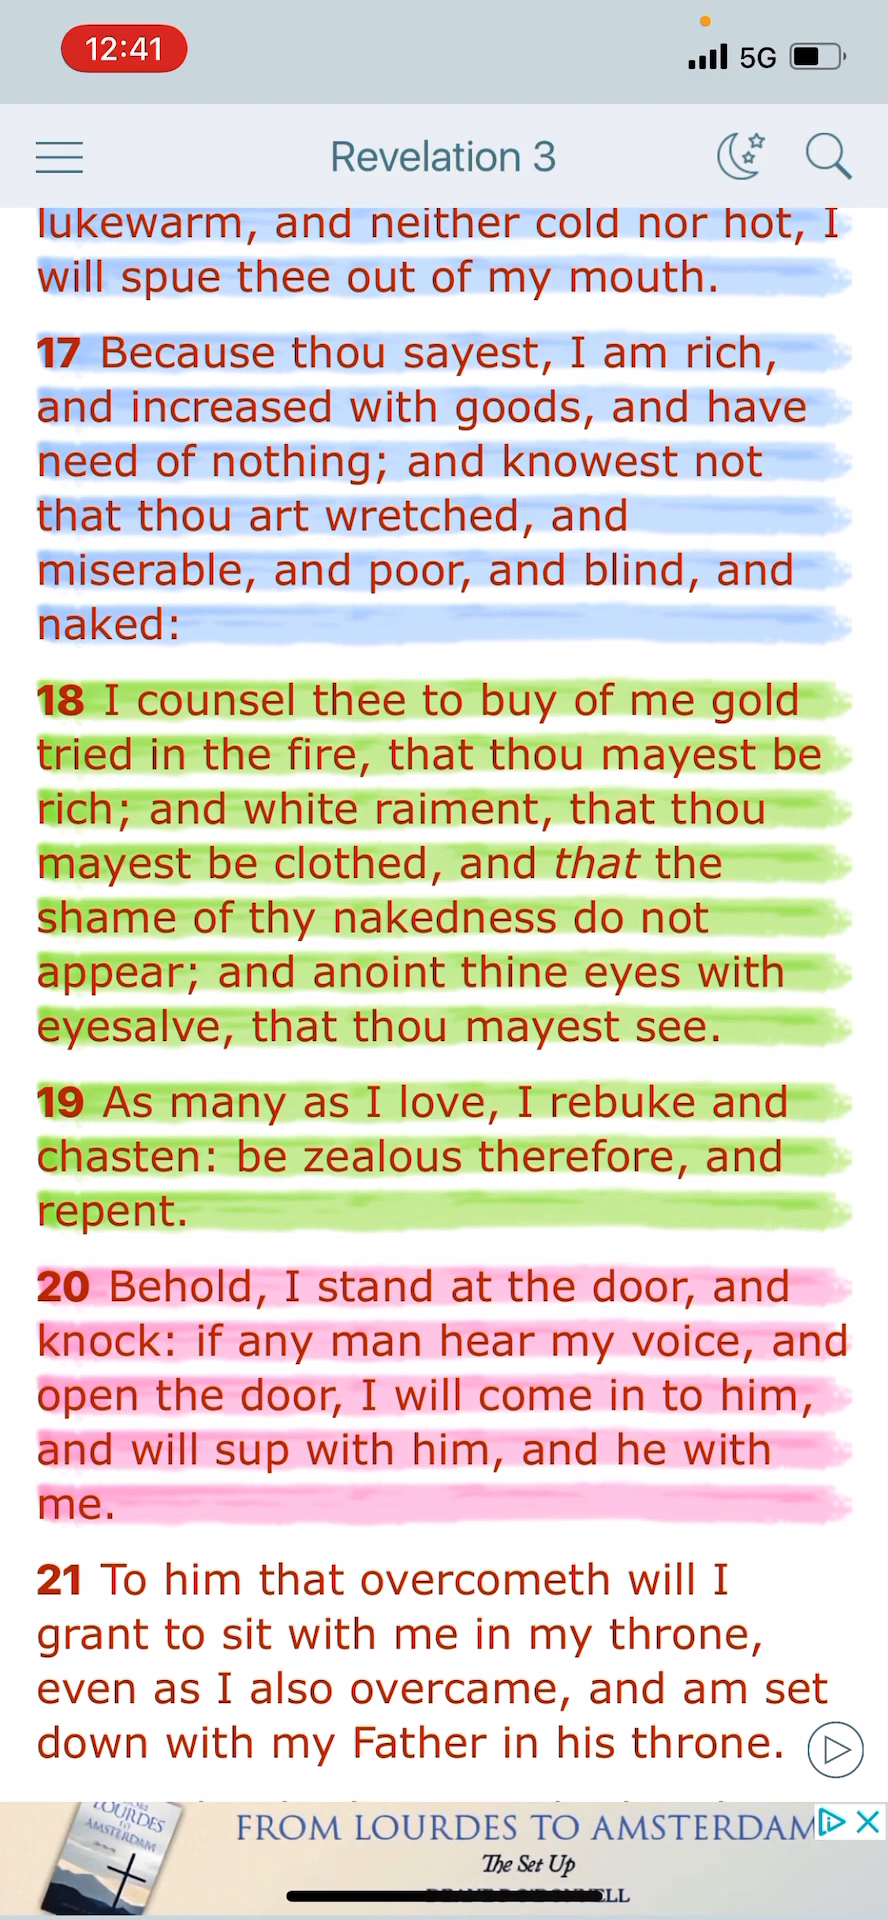 12:41
5G
Revelation 3
lukewarm, and neither cold nor hot, I
will spue thee out of my mouth.
17 Because thou sayest, I am rich,
and increased with goods, and have
need of nothing; and knowest not
that thou art wretched, and
miserable, and poor, and blind, and
naked:
18 I counsel thee to buy of me gold
tried in the fire, that thou mayest be
rich; and white raiment, that thou
mayest be clothed, and that the
shame of thy nakedness do not
appear; and anoint thine eyes with
eyesalve, that thou mayest see.
19 As many as I love, I rebuke and
chasten: be zealous therefore, and
repent.
20 Behold, I stand at the door, and
knock: if any man hear my voice, and
open the door, I will come in to him,
and will sup with him, and he with
me.
21 To him that overcometh will I
grant to sit with me in my throne,
even as I also overcame, and am set
down with my Father in his throne.
LOURDES
TO
AMSTERDAM
FROM LOURDES TO AMSTERDAM
The Set Up